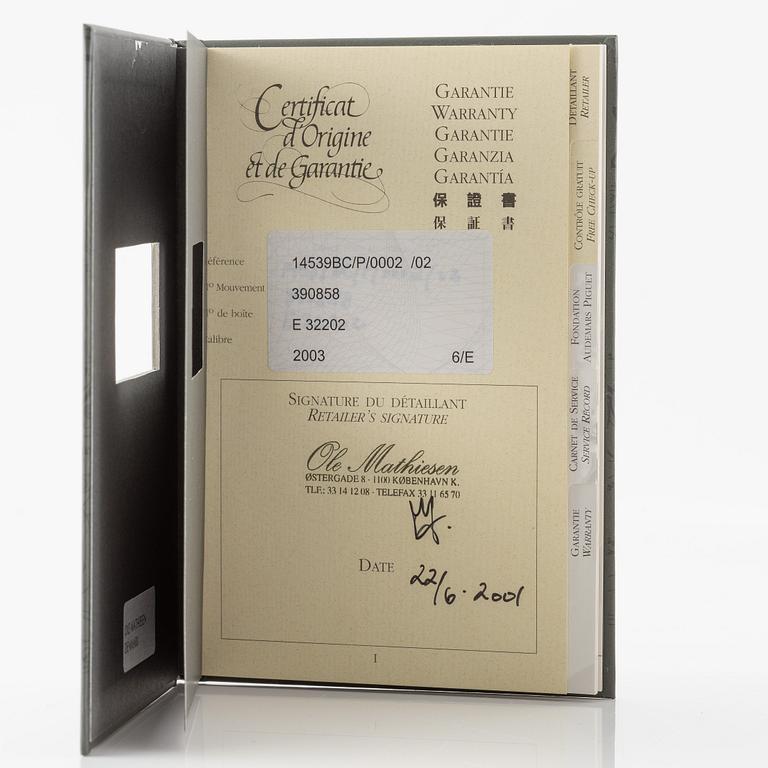 Certificat
d'Origine
et de Garantie
GARANTIE
WARRANTY
GARANTIE
GARANZIA
GARANTÍA
保 證 書
保 証 書
éférence 14539BC/P/0002 /02
º Mouvement 390858
º de boîte E 32202
alibre 2003 6/E
SIGNATURE DU DÉTAILLANT
RETAILER'S SIGNATURE
Ole Mathiesen
ØSTERGADE 8 · 1100 KØBENHAVN K.
TLF.: 33 14 12 08 · TELEFAX 33 11 65 70
DATE 22/6 · 2001
I
DÉTAILLANT
RETAILER
CONTRÔLE GRATUIT
FREE CHECK-UP
FONDATION
AUDEMARS PIGUET
CARNET DE SERVICE
SERVICE RECORD
GARANTIE
WARRANTY